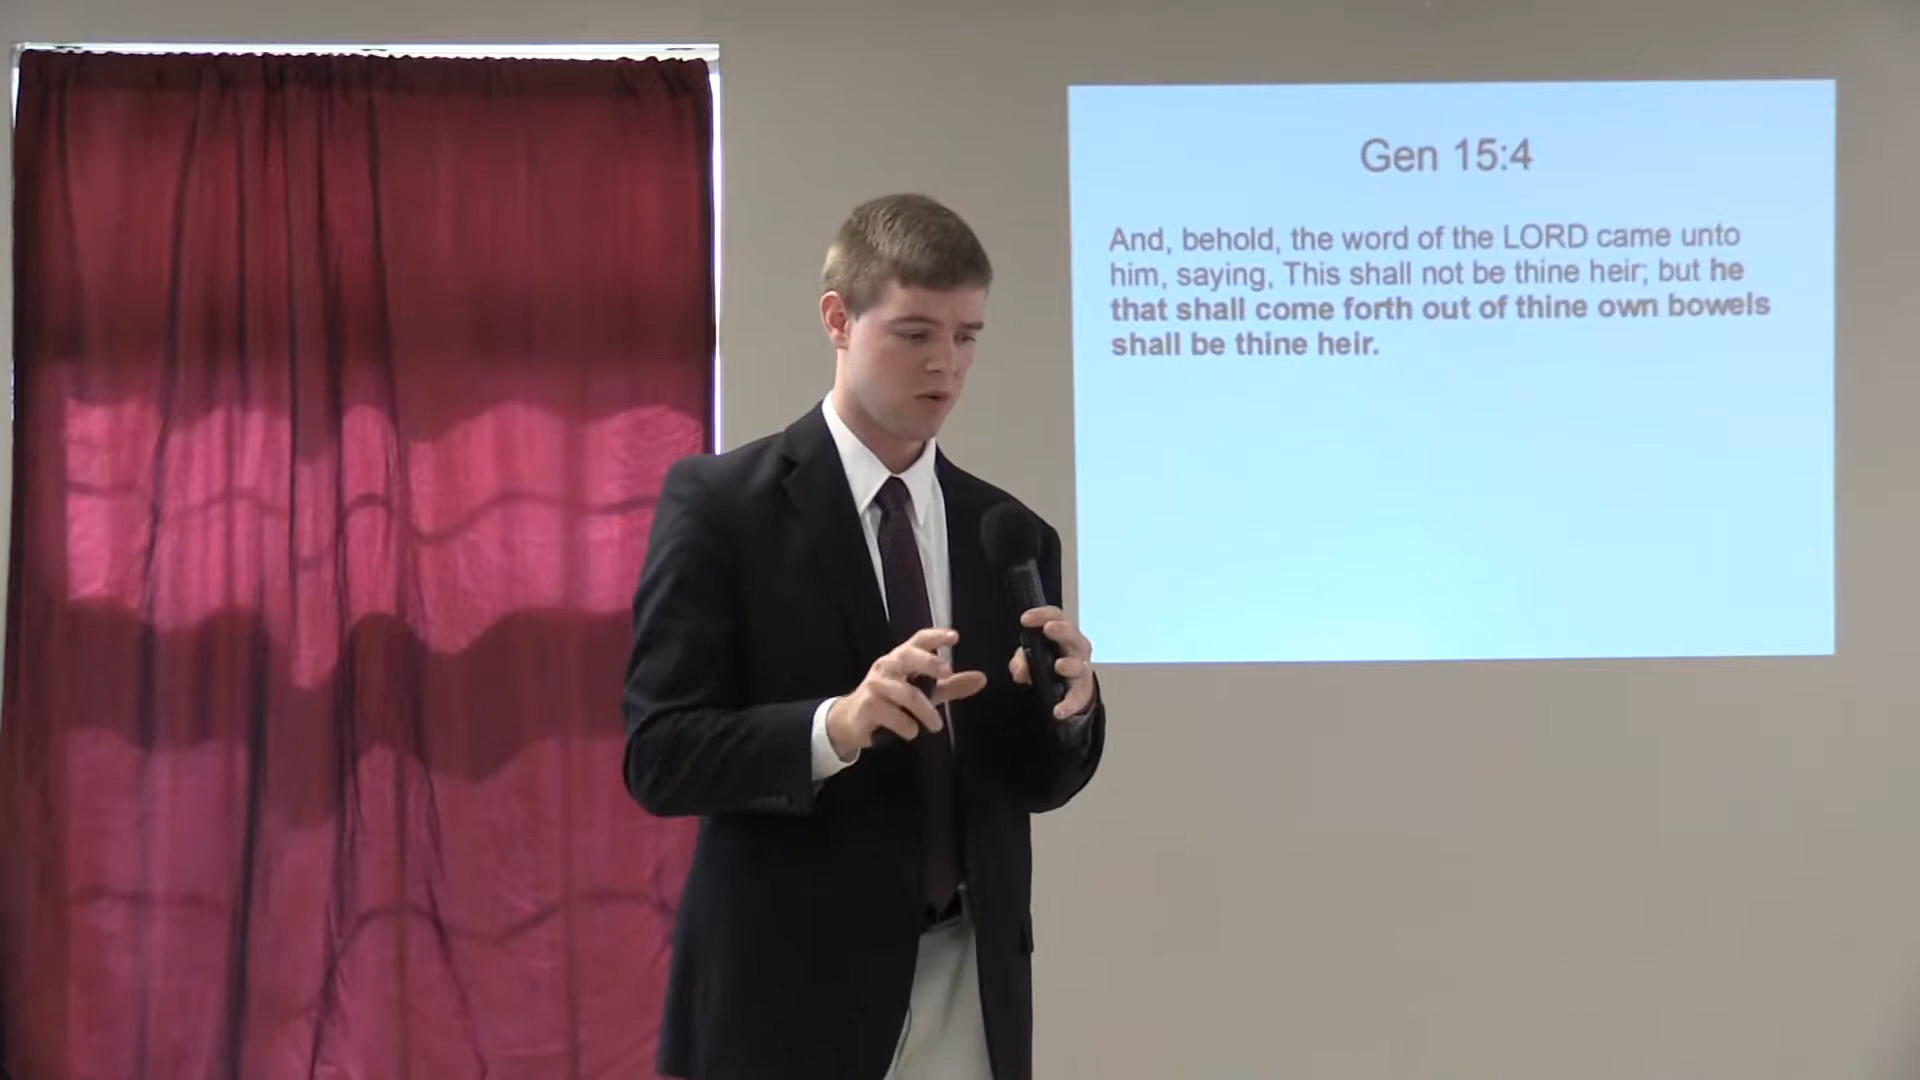 Gen 15:4
And, behold, the word of the LORD came unto
him, saying, This shall not be thine heir; but he
that shall come forth out of thine own bowels
shall be thine heir.